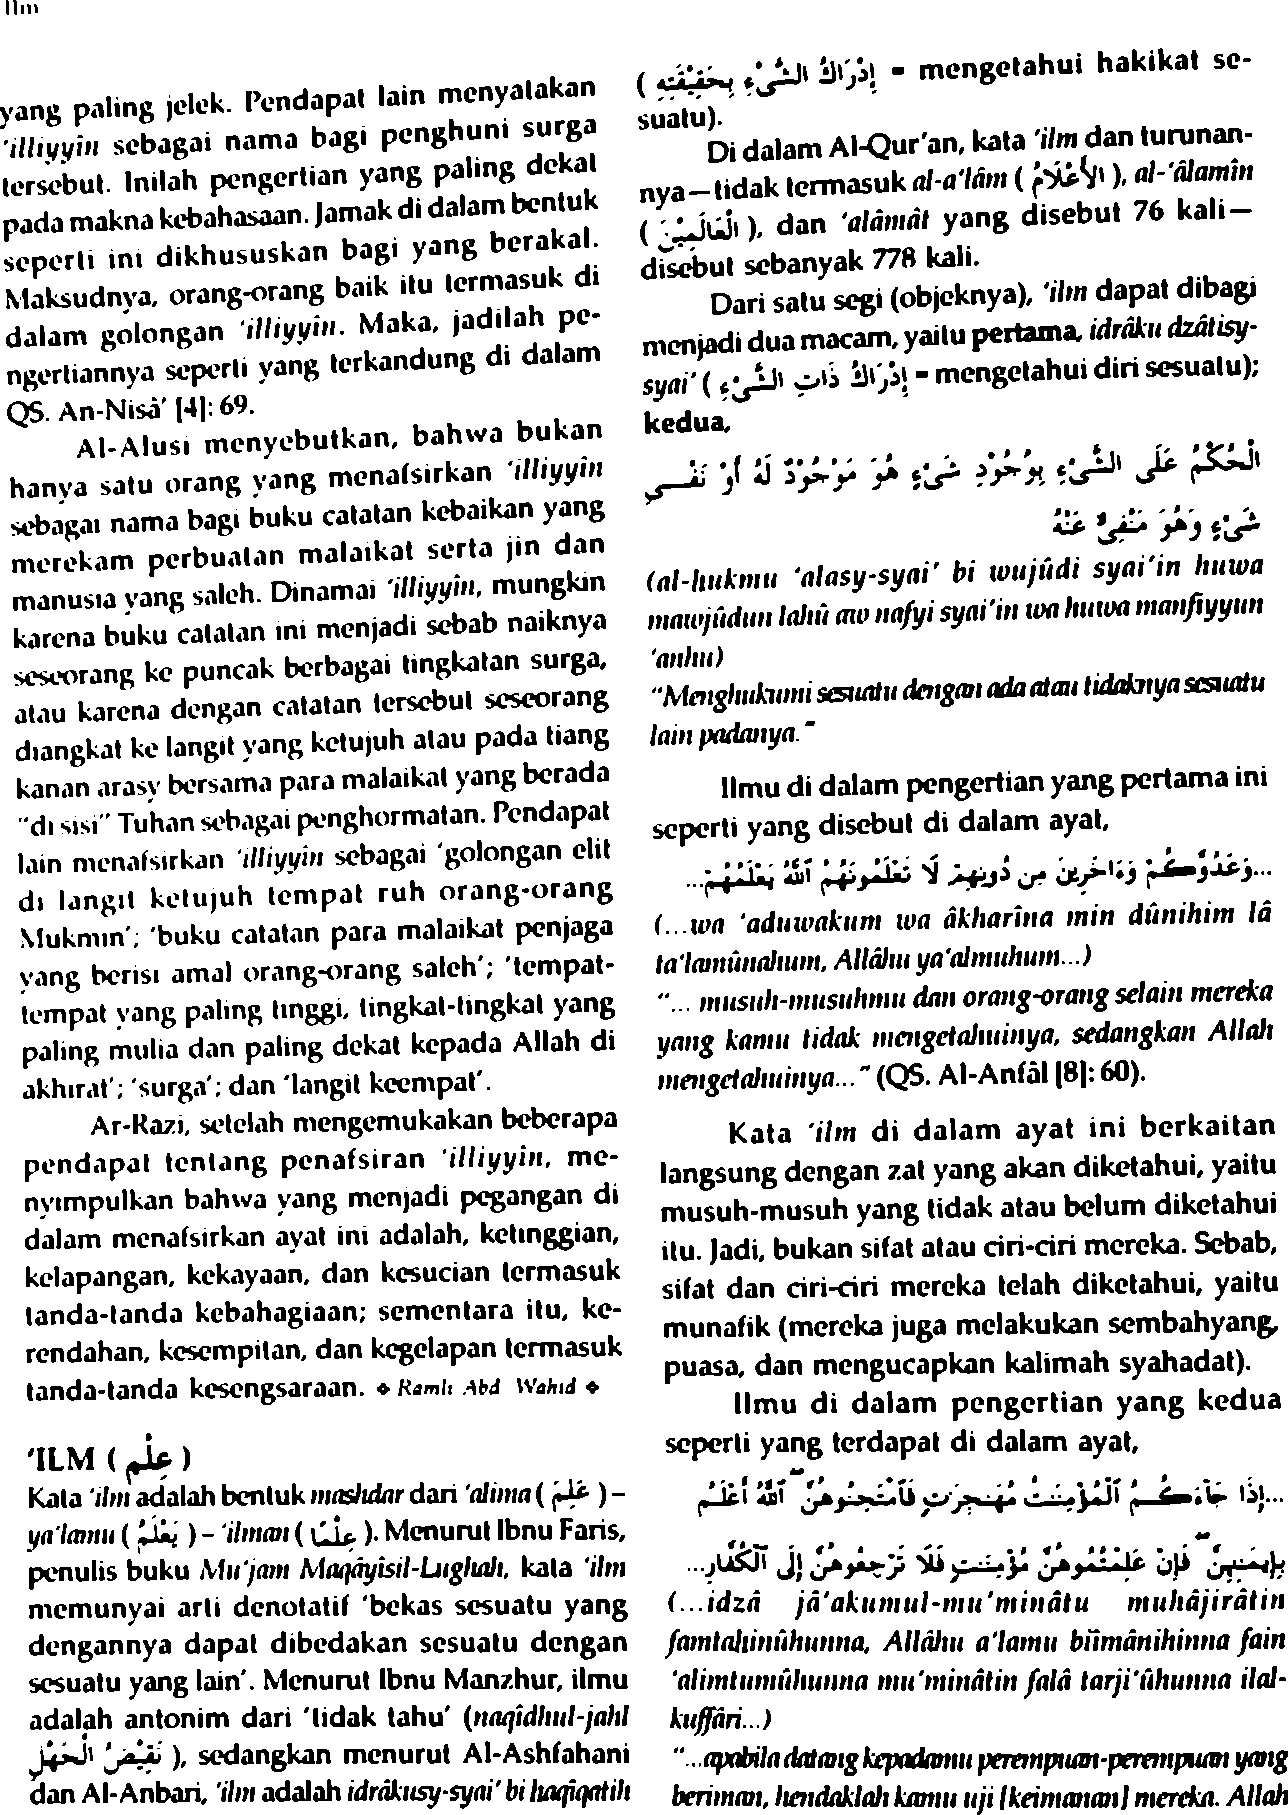 'Ilm
yang paling jelek. Pendapat lain menyatakan
'illiyyîn sebagai nama bagi penghuni surga
tersebut. Inilah pengertian yang paling dekat
pada makna kebahasaan. Jamak di dalam bentuk
seperti ini dikhususkan bagi yang berakal.
Maksudnya, orang-orang baik itu termasuk di
dalam golongan 'illiyyîn. Maka, jadilah pe-
ngertiannya seperti yang terkandung di dalam
QS. An-Nisâ' [4]: 69.
Al-Alusi menyebutkan, bahwa bukan
hanya satu orang yang menafsirkan 'illiyyîn
sebagai nama bagi buku catatan kebaikan yang
merekam perbuatan malaikat serta jin dan
manusia yang saleh. Dinamai 'illiyyîn, mungkin
karena buku catatan ini menjadi sebab naiknya
seseorang ke puncak berbagai tingkatan surga,
atau karena dengan catatan tersebut seseorang
diangkat ke langit yang ketujuh atau pada tiang
kanan arasy bersama para malaikat yang berada
"di sisi" Tuhan sebagai penghormatan. Pendapat
lain menafsirkan 'illiyyîn sebagai 'golongan elit
di langit ketujuh tempat ruh orang-orang
Mukmin'; 'buku catatan para malaikat penjaga
yang berisi amal orang-orang saleh'; 'tempat-
tempat yang paling tinggi, tingkat-tingkat yang
paling mulia dan paling dekat kepada Allah di
akhirat'; 'surga'; dan 'langit keempat'.
Ar-Razi, setelah mengemukakan beberapa
pendapat tentang penafsiran 'illiyyîn, me-
nyimpulkan bahwa yang menjadi pegangan di
dalam menafsirkan ayat ini adalah, ketinggian,
kelapangan, kekayaan, dan kesucian termasuk
tanda-tanda kebahagiaan; sementara itu, ke-
rendahan, kesempitan, dan kegelapan termasuk
tanda-tanda kesengsaraan. ◆ Ramli Abd Wahid ◆
'ILM ( عِلْم )
Kata 'ilm adalah bentuk mashdar dari 'alima ( عَلِمَ ) –
ya'lamu ( يَعْلَمُ ) – 'ilman ( عِلْمًا ). Menurut Ibnu Faris,
penulis buku Mu'jam Maqâyîsil-Lughah, kata 'ilm
memunyai arti denotatif 'bekas sesuatu yang
dengannya dapat dibedakan sesuatu dengan
sesuatu yang lain'. Menurut Ibnu Manzhur, ilmu
adalah antonim dari 'tidak tahu' (naqîdhul-jahl
نَقِيْضُ الْجَهْلِ ), sedangkan menurut Al-Ashfahani
dan Al-Anbari, 'ilm adalah idrâkusy-syai' bi haqîqatih
( إِدْرَاكُ الشَّيْءِ بِحَقِيْقَتِهِ = mengetahui hakikat se-
suatu).
Di dalam Al-Qur'an, kata 'ilm dan turunan-
nya—tidak termasuk al-a'lâm ( الأَعْلاَمُ ), al-'âlamîn
( الْعَالَمِيْنَ ), dan 'alâmât yang disebut 76 kali—
disebut sebanyak 778 kali.
Dari satu segi (objeknya), 'ilm dapat dibagi
menjadi dua macam, yaitu pertama, idrâku dzâtisy-
syai' ( إِدْرَاكُ ذَاتِ الشَّيْءِ = mengetahui diri sesuatu);
kedua,
الْحُكْمُ عَلَى الشَّيْءِ بِوُجُوْدِ شَيْءٍ هُوَ مَوْجُوْدٌ لَهُ أَوْ نَفْيِ
شَيْءٍ وَهُوَ مَنْفِيٌّ عَنْهُ
(al-hukmu 'alasy-syai' bi wujûdi syai'in huwa
mawjûdun lahû aw nafyi syai'in wa huwa manfiyyun
'anhu)
"Menghukumi sesuatu dengan ada atau tidaknya sesuatu
lain padanya."
Ilmu di dalam pengertian yang pertama ini
seperti yang disebut di dalam ayat,
...وَعَدُوَّكُمْ وَءَاخَرِينَ مِن دُونِهِمْ لَا تَعْلَمُونَهُمُ ٱللَّهُ يَعْلَمُهُمْ...
(...wa 'aduwakum wa âkharîna min dûnihim lâ
ta'lamûnahum, Allâhu ya'almuhum...)
"... musuh-musuhmu dan orang-orang selain mereka
yang kamu tidak mengetahuinya, sedangkan Allah
mengetahuinya..." (QS. Al-Anfâl [8]: 60).
Kata 'ilm di dalam ayat ini berkaitan
langsung dengan zat yang akan diketahui, yaitu
musuh-musuh yang tidak atau belum diketahui
itu. Jadi, bukan sifat atau ciri-ciri mereka. Sebab,
sifat dan ciri-ciri mereka telah diketahui, yaitu
munafik (mereka juga melakukan sembahyang,
puasa, dan mengucapkan kalimah syahadat).
Ilmu di dalam pengertian yang kedua
seperti yang terdapat di dalam ayat,
...إِذَا جَآءَكُمُ ٱلْمُؤْمِنَٰتُ مُهَٰجِرَٰتٍ فَٱمْتَحِنُوهُنَّ ۖ ٱللَّهُ أَعْلَمُ
بِإِيمَٰنِهِنَّ ۖ فَإِنْ عَلِمْتُمُوهُنَّ مُؤْمِنَٰتٍ فَلَا تَرْجِعُوهُنَّ إِلَى ٱلْكُفَّارِ...
(...idzâ jâ'akumul-mu'minâtu muhâjirâtin
famtahinûhunna, Allâhu a'lamu biîmânihinna fain
'alimtumûhunna mu'minâtin falâ tarji'ûhunna ilal-
kuffâri...)
"...apabila datang kepadamu perempuan-perempuan yang
beriman, hendaklah kamu uji [keimanan] mereka. Allah